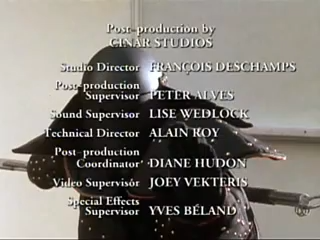 Post-production by
CINAR STUDIOS
Studio Director FRANÇOIS DESCHAMPS
Post-production
Supervisor PETER ALVES
Sound Supervisor LISE WEDLOCK
Technical Director ALAIN ROY
Post-production
Coordinator DIANE HUDON
Video Supervisor JOEY VEKTERIS
Special Effects
Supervisor YVES BÉLAND